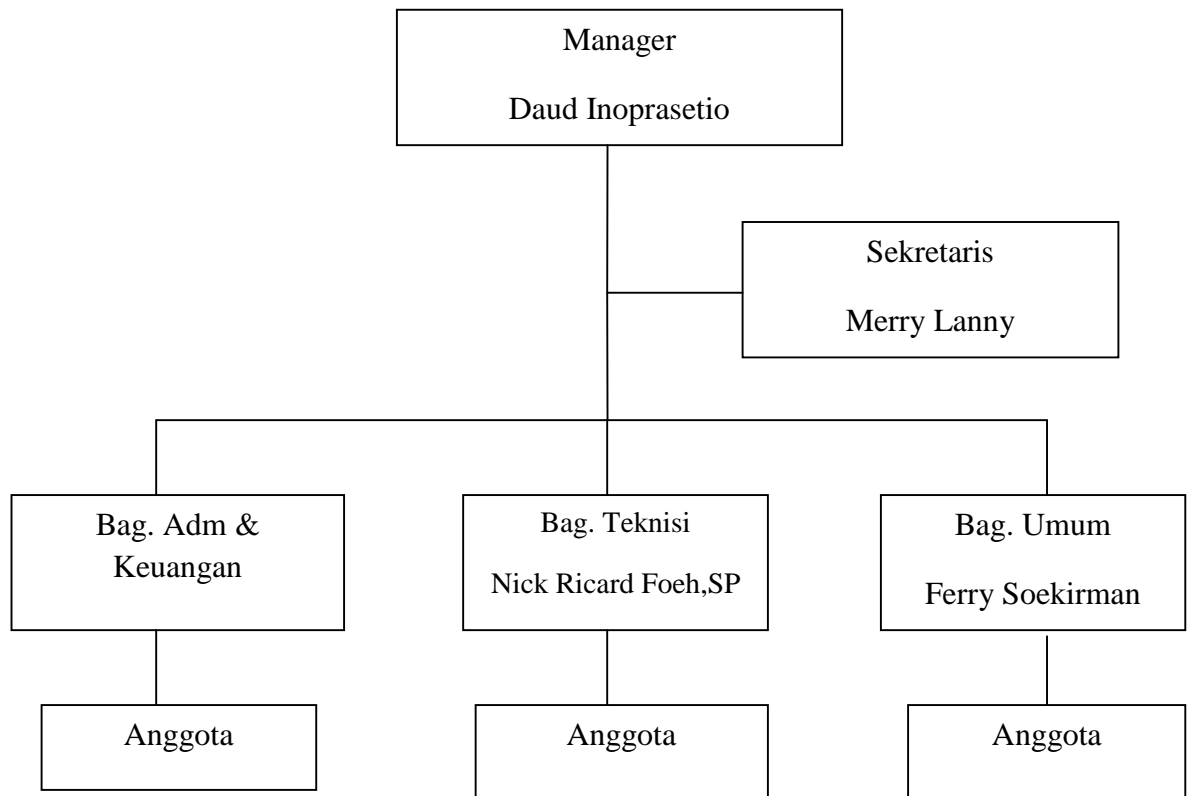 Manager
Daud Inoprasetio
Sekretaris
Merry Lanny
Bag. Adm &
Keuangan
Bag. Teknisi
Nick Ricard Foeh,SP
Bag. Umum
Ferry Soekirman
Anggota
Anggota
Anggota